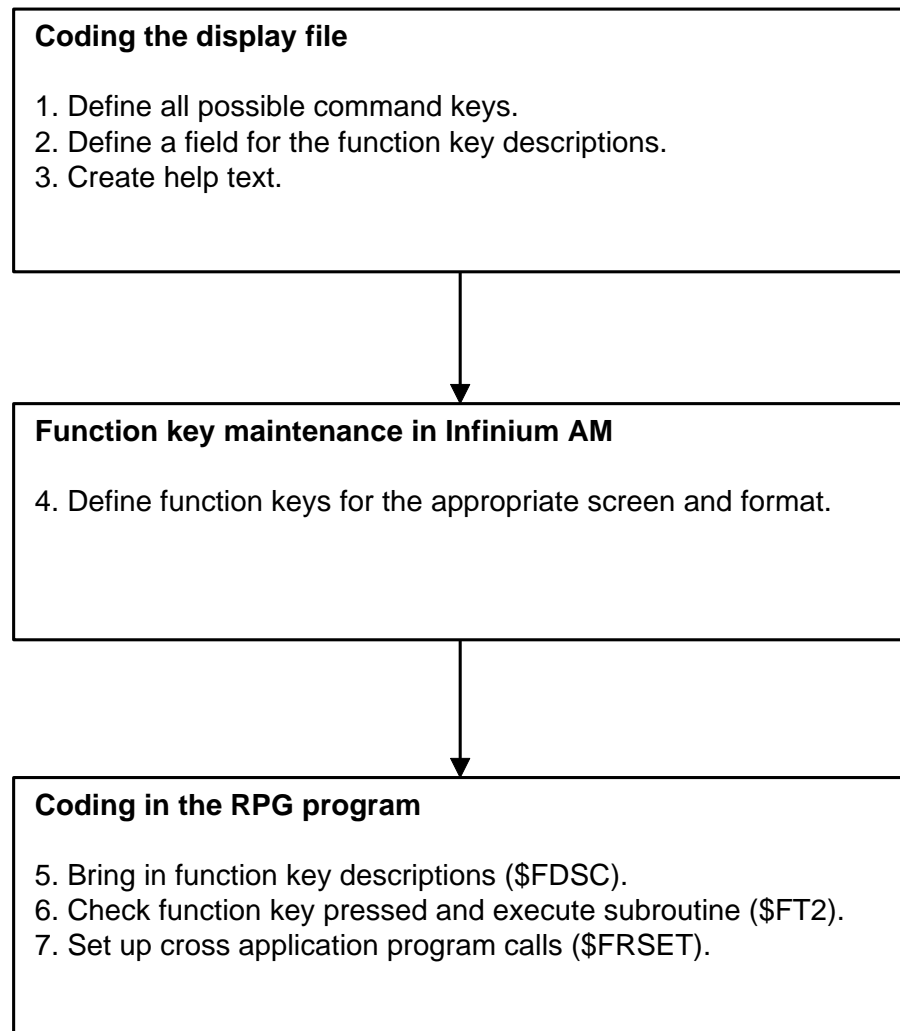 Coding the display file
1. Define all possible command keys.
2. Define a field for the function key descriptions.
3. Create help text.
Function key maintenance in Infinium AM
4. Define function keys for the appropriate screen and format.
Coding in the RPG program
5. Bring in function key descriptions ($FDSC).
6. Check function key pressed and execute subroutine ($FT2).
7. Set up cross application program calls ($FRSET).